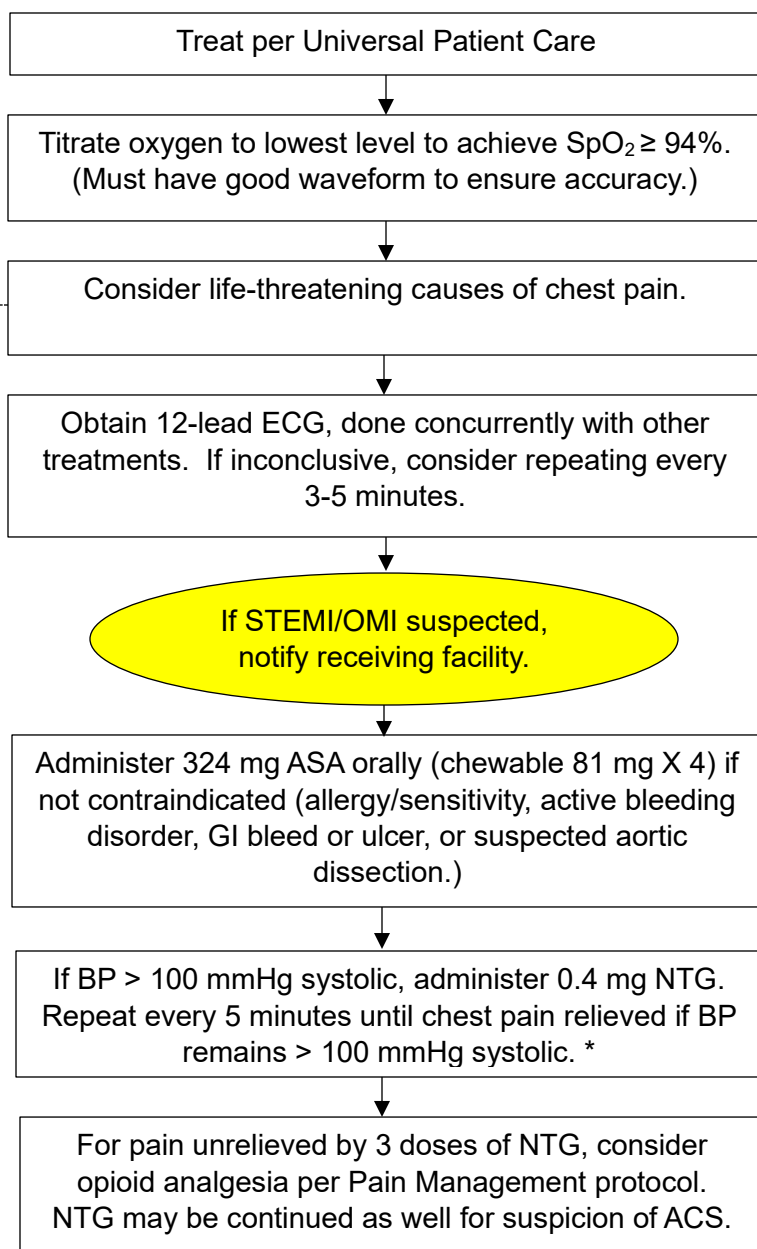 Treat per Universal Patient Care
Titrate oxygen to lowest level to achieve SpO₂ ≥ 94%.
(Must have good waveform to ensure accuracy.)
Consider life-threatening causes of chest pain.
Obtain 12-lead ECG, done concurrently with other
treatments.  If inconclusive, consider repeating every
3-5 minutes.
If STEMI/OMI suspected,
notify receiving facility.
Administer 324 mg ASA orally (chewable 81 mg X 4) if
not contraindicated (allergy/sensitivity, active bleeding
disorder, GI bleed or ulcer, or suspected aortic
dissection.)
If BP > 100 mmHg systolic, administer 0.4 mg NTG.
Repeat every 5 minutes until chest pain relieved if BP
remains > 100 mmHg systolic. *
For pain unrelieved by 3 doses of NTG, consider
opioid analgesia per Pain Management protocol.
NTG may be continued as well for suspicion of ACS.